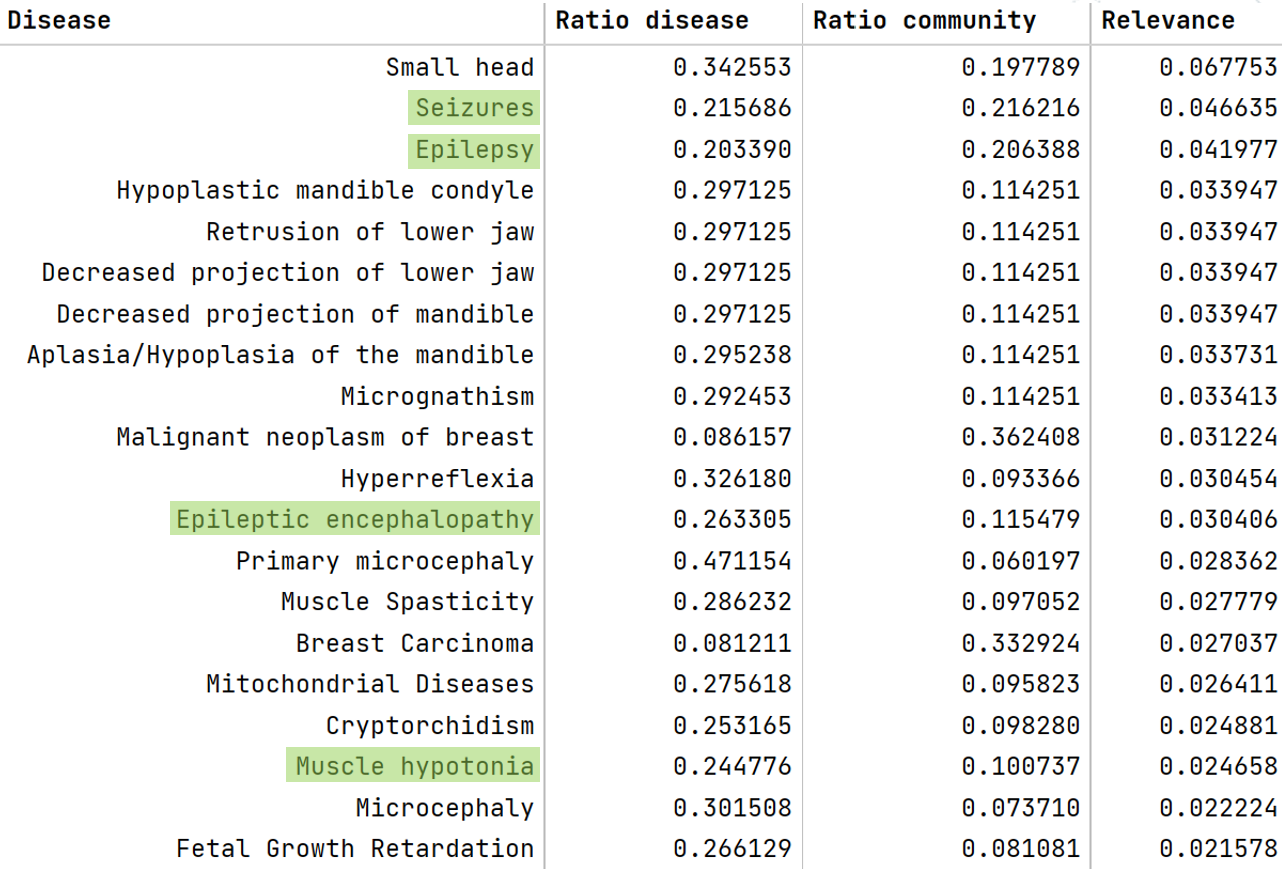 Disease Ratio disease Ratio community Relevance
Small head 0.342553 0.197789 0.067753
Seizures 0.215686 0.216216 0.046635
Epilepsy 0.203390 0.206388 0.041977
Hypoplastic mandible condyle 0.297125 0.114251 0.033947
Retrusion of lower jaw 0.297125 0.114251 0.033947
Decreased projection of lower jaw 0.297125 0.114251 0.033947
Decreased projection of mandible 0.297125 0.114251 0.033947
Aplasia/Hypoplasia of the mandible 0.295238 0.114251 0.033731
Micrognathism 0.292453 0.114251 0.033413
Malignant neoplasm of breast 0.086157 0.362408 0.031224
Hyperreflexia 0.326180 0.093366 0.030454
Epileptic encephalopathy 0.263305 0.115479 0.030406
Primary microcephaly 0.471154 0.060197 0.028362
Muscle Spasticity 0.286232 0.097052 0.027779
Breast Carcinoma 0.081211 0.332924 0.027037
Mitochondrial Diseases 0.275618 0.095823 0.026411
Cryptorchidism 0.253165 0.098280 0.024881
Muscle hypotonia 0.244776 0.100737 0.024658
Microcephaly 0.301508 0.073710 0.022224
Fetal Growth Retardation 0.266129 0.081081 0.021578